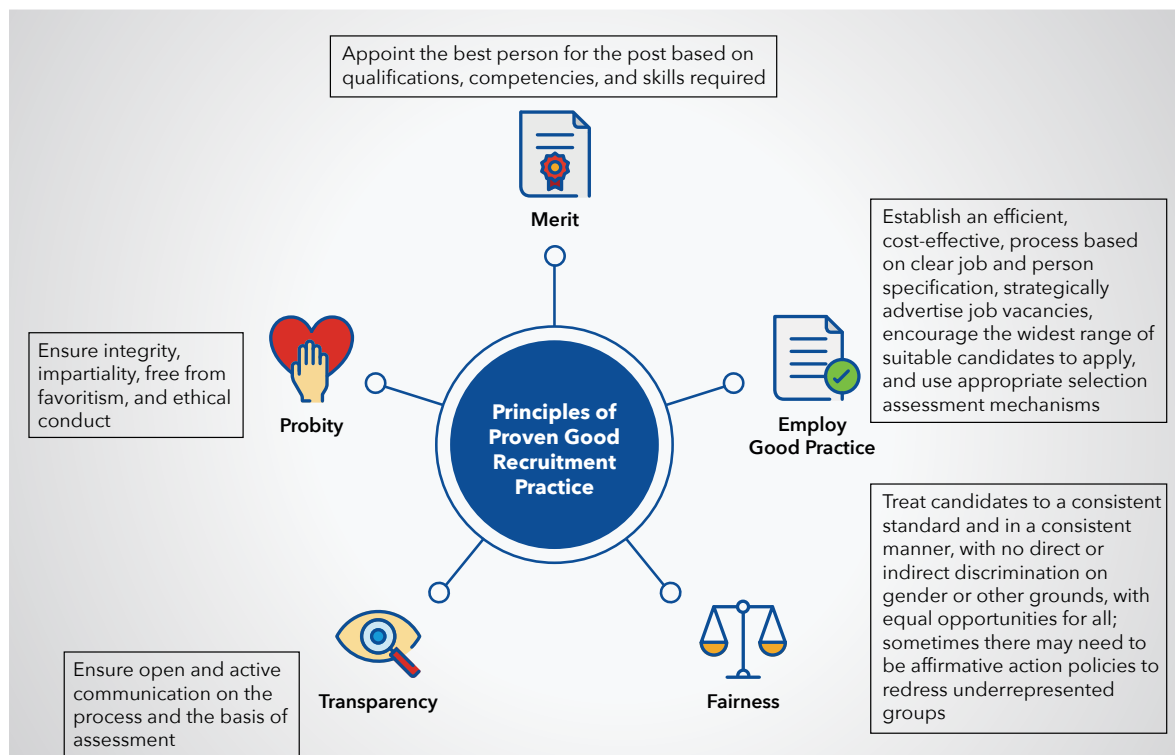 Appoint the best person for the post based on
qualifications, competencies, and skills required
Merit
Establish an efficient,
cost-effective, process based
on clear job and person
specification, strategically
advertise job vacancies,
encourage the widest range of
suitable candidates to apply,
and use appropriate selection
assessment mechanisms
Employ
Good Practice
Ensure integrity,
impartiality, free from
favoritism, and ethical
conduct
Probity
Principles of
Proven Good
Recruitment
Practice
Treat candidates to a consistent
standard and in a consistent
manner, with no direct or
indirect discrimination on
gender or other grounds, with
equal opportunities for all;
sometimes there may need to
be affirmative action policies to
redress underrepresented
groups
Fairness
Transparency
Ensure open and active
communication on the
process and the basis of
assessment